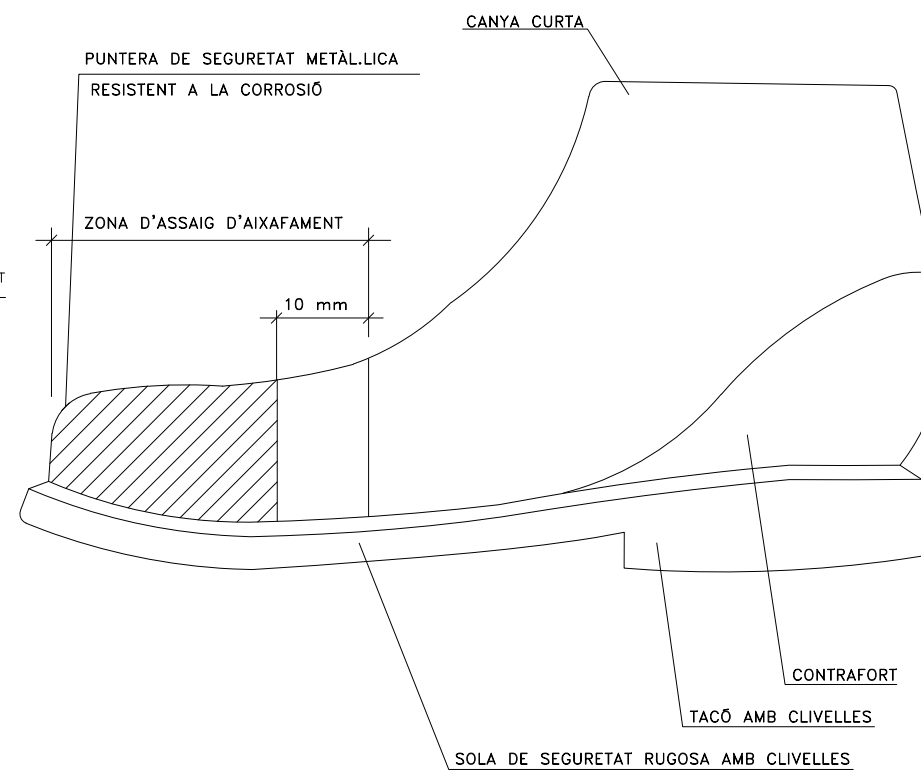 CANYA CURTA
PUNTERA DE SEGURETAT METÀL.LICA
RESISTENT A LA CORROSIÓ
ZONA D'ASSAIG D'AIXAFAMENT
T
10 mm
CONTRAFORT
TACÓ AMB CLIVELLES
SOLA DE SEGURETAT RUGOSA AMB CLIVELLES